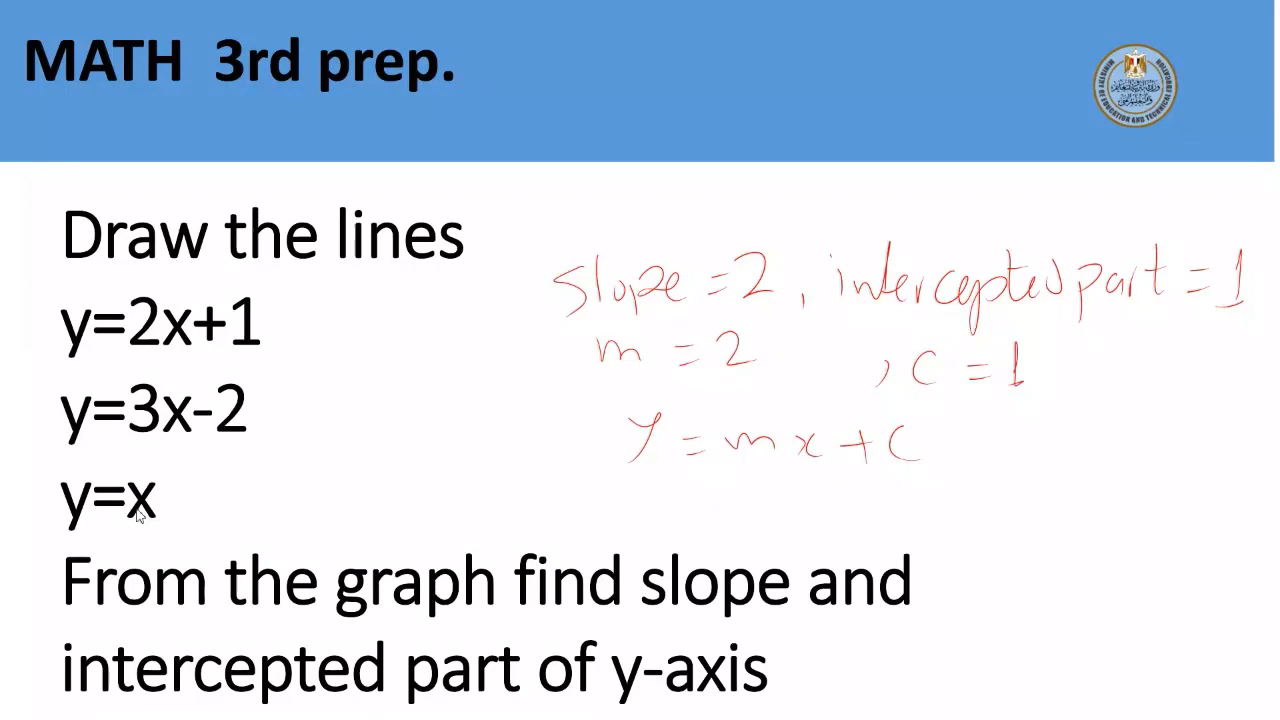 MATH 3rd prep.
Draw the lines
y=2x+1
y=3x-2
y=x
From the graph find slope and
intercepted part of y-axis
slope = 2 , intercepted part = 1
m = 2 , c = 1
y = mx + c